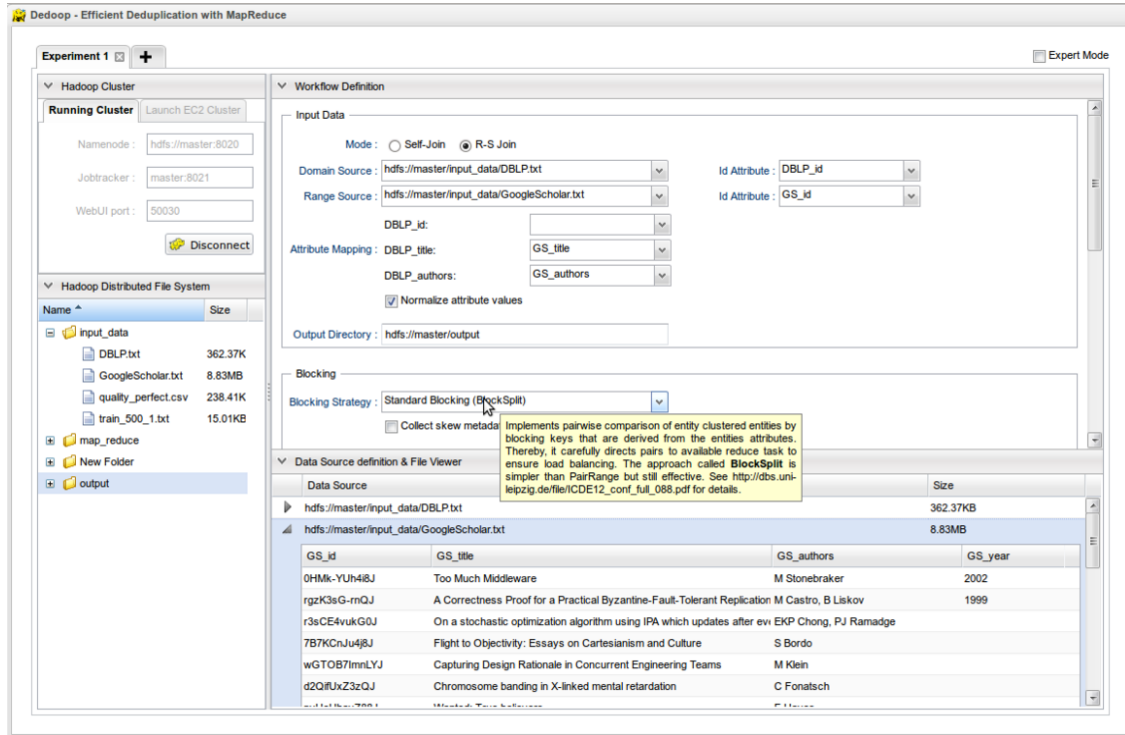 Dedoop - Efficient Deduplication with MapReduce
Experiment 1
Expert Mode
Hadoop Cluster
Running Cluster Launch EC2 Cluster
Namenode : hdfs://master:8020
Jobtracker : master:8021
WebUI port : 50030
Disconnect
Hadoop Distributed File System
Name Size
input_data
DBLP.txt 362.37K
GoogleScholar.txt 8.83MB
quality_perfect.csv 238.41K
train_500_1.txt 15.01KB
map_reduce
New Folder
output
Workflow Definition
Input Data
Mode : Self-Join R-S Join
Domain Source : hdfs://master/input_data/DBLP.txt Id Attribute : DBLP_id
Range Source : hdfs://master/input_data/GoogleScholar.txt Id Attribute : GS_id
DBLP_id:
Attribute Mapping : DBLP_title: GS_title
DBLP_authors: GS_authors
Normalize attribute values
Output Directory : hdfs://master/output
Blocking
Blocking Strategy : Standard Blocking (BlockSplit)
Collect skew metada
Implements pairwise comparison of entity clustered entities by
blocking keys that are derived from the entities attributes.
Thereby, it carefully directs pairs to available reduce task to
ensure load balancing. The approach called BlockSplit is
simpler than PairRange but still effective. See http://dbs.uni-
leipzig.de/file/ICDE12_conf_full_088.pdf for details.
Data Source definition & File Viewer
Data Source Size
hdfs://master/input_data/DBLP.txt 362.37KB
hdfs://master/input_data/GoogleScholar.txt 8.83MB
GS_id GS_title GS_authors GS_year
0HMk-YUh4i8J Too Much Middleware M Stonebraker 2002
rgzK3sG-rnQJ A Correctness Proof for a Practical Byzantine-Fault-Tolerant Replication M Castro, B Liskov 1999
r3sCE4vukG0J On a stochastic optimization algorithm using IPA which updates after eve EKP Chong, PJ Ramadge
7B7KCnJu4j8J Flight to Objectivity: Essays on Cartesianism and Culture S Bordo
wGTOB7ImnLYJ Capturing Design Rationale in Concurrent Engineering Teams M Klein
d2QifUxZ3zQJ Chromosome banding in X-linked mental retardation C Fonatsch